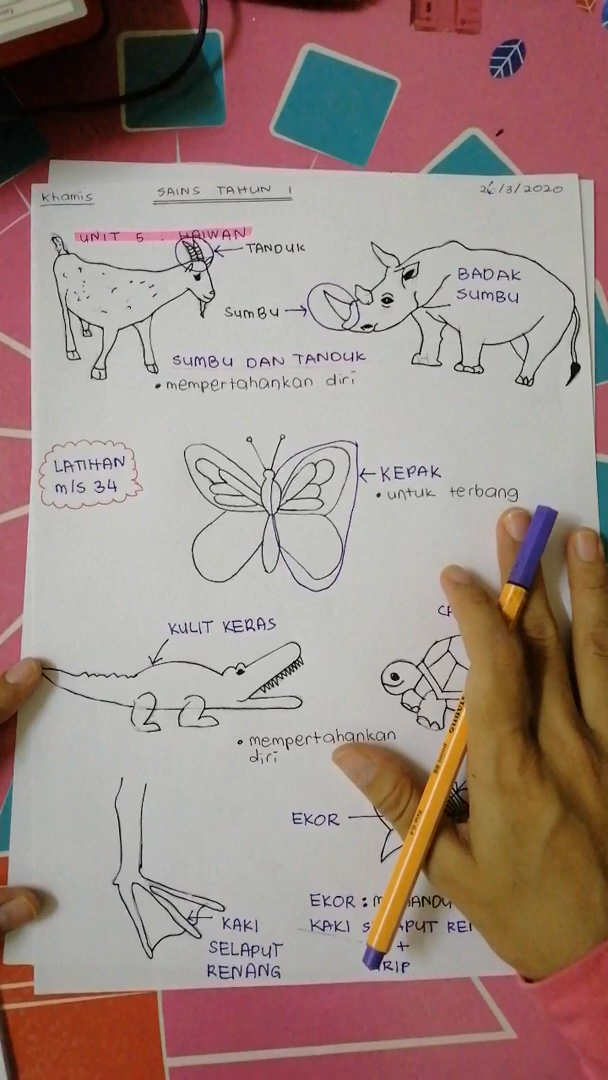 Khamis
SAINS TAHUN 1
26/3/2020
UNIT 5 : HAIWAN
TANDUK
SUMBU
BADAK
SUMBU
SUMBU DAN TANDUK
• mempertahankan diri
LATIHAN
m/s 34
KEPAK
• untuk terbang
KULIT KERAS
• mempertahankan
diri
EKOR
EKOR :
KAKI
+
KAKI
SELAPUT
RENANG